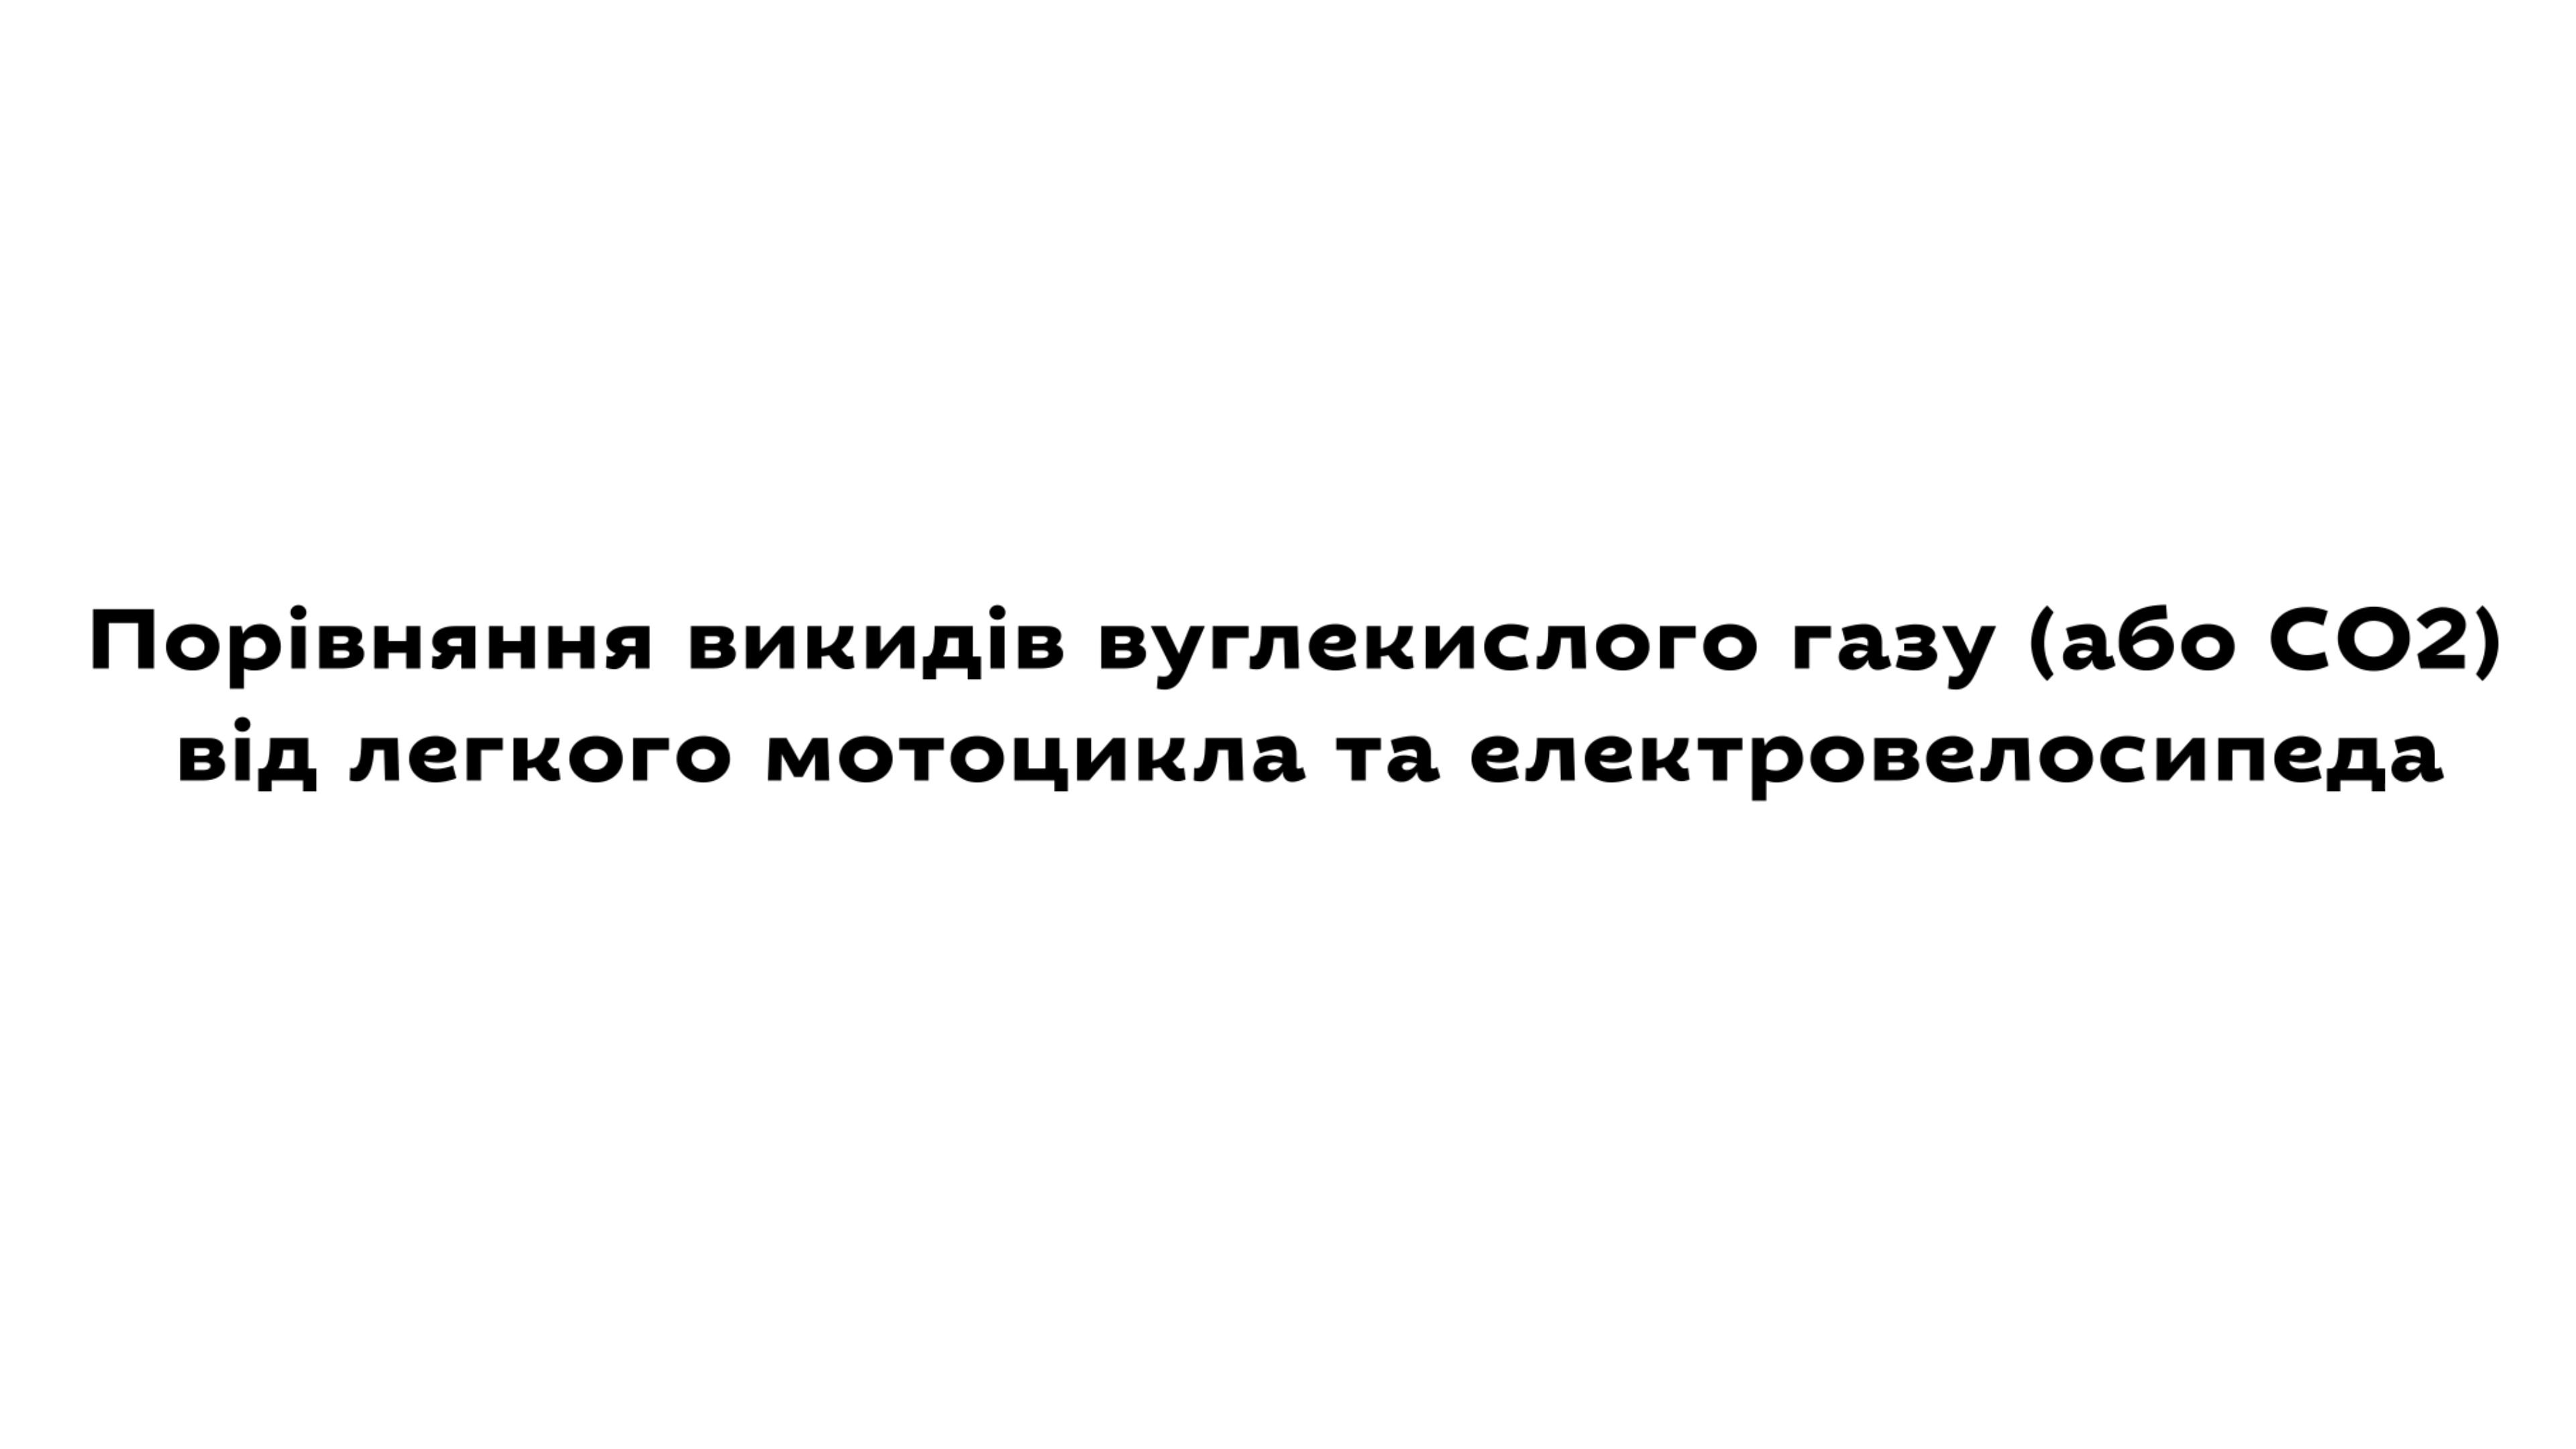 Порівняння викидів вуглекислого газу (або CO2)
від легкого мотоцикла та електровелосипеда